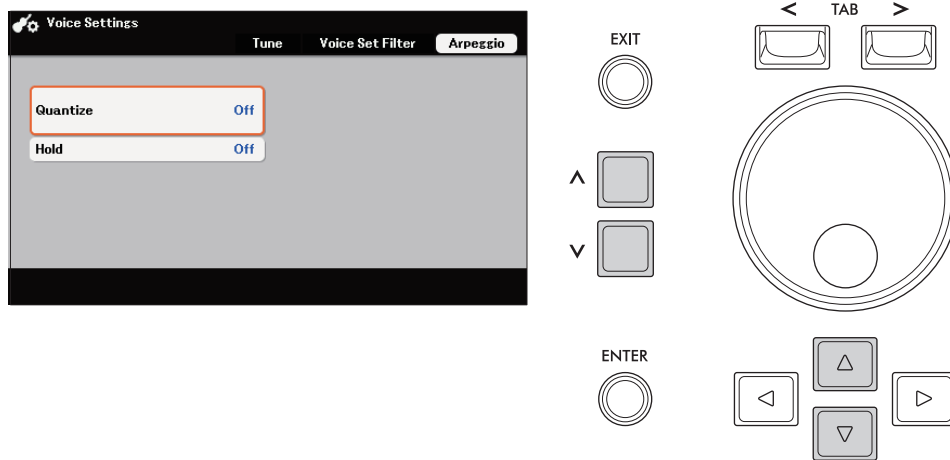 Voice Settings
Tune Voice Set Filter Arpeggio
Quantize Off
Hold Off
< TAB >
EXIT
ENTER